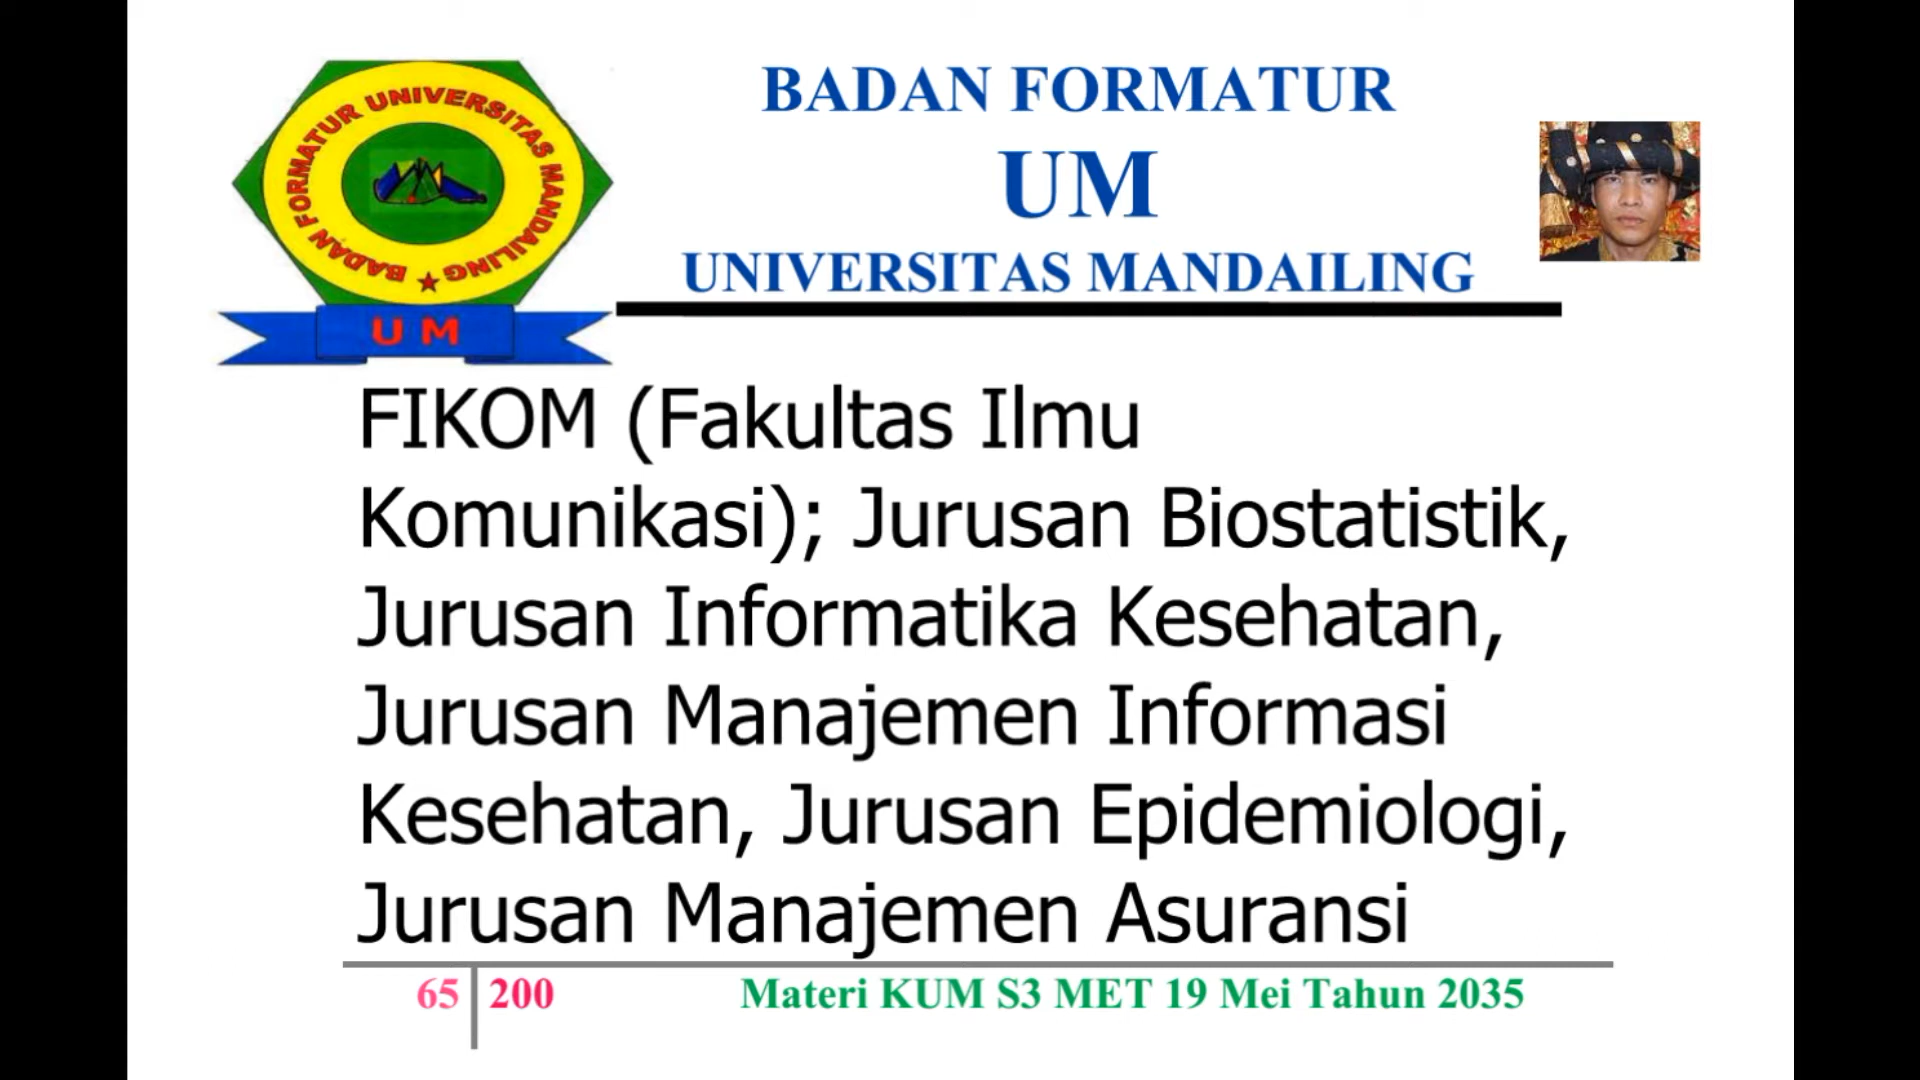 BADAN FORMATUR UNIVERSITAS MANDAILING
U M
BADAN FORMATUR
UM
UNIVERSITAS MANDAILING
FIKOM (Fakultas Ilmu
Komunikasi); Jurusan Biostatistik,
Jurusan Informatika Kesehatan,
Jurusan Manajemen Informasi
Kesehatan, Jurusan Epidemiologi,
Jurusan Manajemen Asuransi
65 200 Materi KUM S3 MET 19 Mei Tahun 2035